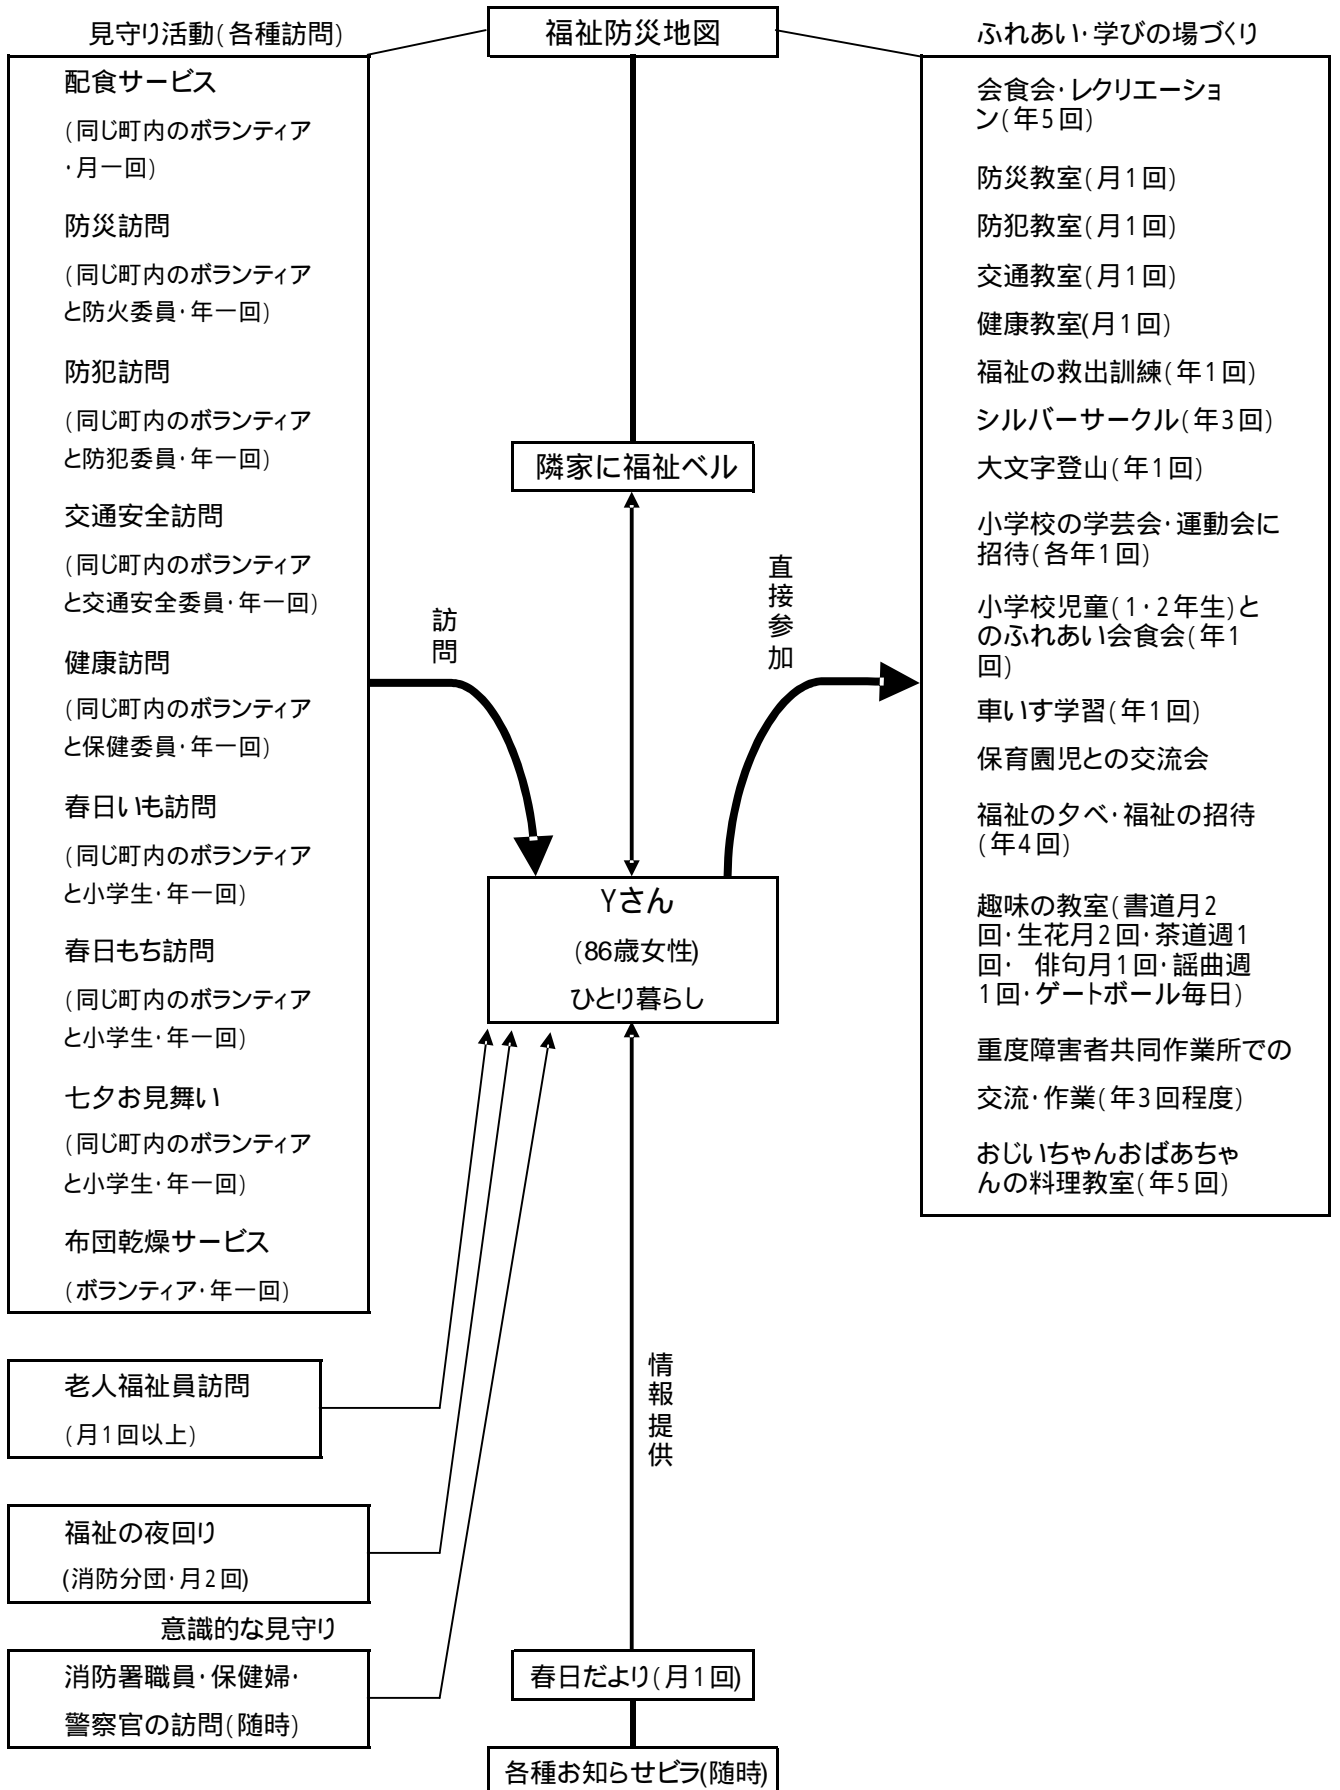 見守り活動(各種訪問)
福祉防災地図
ふれあい・学びの場づくり
配食サービス
(同じ町内のボランティア
・月一回)
防災訪問
(同じ町内のボランティア
と防火委員・年一回)
防犯訪問
(同じ町内のボランティア
と防犯委員・年一回)
交通安全訪問
(同じ町内のボランティア
と交通安全委員・年一回)
健康訪問
(同じ町内のボランティア
と保健委員・年一回)
春日いも訪問
(同じ町内のボランティア
と小学生・年一回)
春日もち訪問
(同じ町内のボランティア
と小学生・年一回)
七夕お見舞い
(同じ町内のボランティア
と小学生・年一回)
布団乾燥サービス
(ボランティア・年一回)
老人福祉員訪問
(月1回以上)
福祉の夜回り
(消防分団・月2回)
意識的な見守り
消防署職員・保健婦・
警察官の訪問(随時)
隣家に福祉ベル
訪問
直接参加
Yさん
(86歳女性)
ひとり暮らし
情報提供
春日だより(月1回)
各種お知らせビラ(随時)
会食会・レクリエーショ
ン(年5回)
防災教室(月1回)
防犯教室(月1回)
交通教室(月1回)
健康教室(月1回)
福祉の救出訓練(年1回)
シルバーサークル(年3回)
大文字登山(年1回)
小学校の学芸会・運動会に
招待(各年1回)
小学校児童(1・2年生)と
のふれあい会食会(年1
回)
車いす学習(年1回)
保育園児との交流会
福祉の夕べ・福祉の招待
(年4回)
趣味の教室(書道月2
回・生花月2回・茶道週1
回・ 俳句月1回・謡曲週
1回・ゲートボール毎日)
重度障害者共同作業所での
交流・作業(年3回程度)
おじいちゃんおばあちゃ
んの料理教室(年5回)